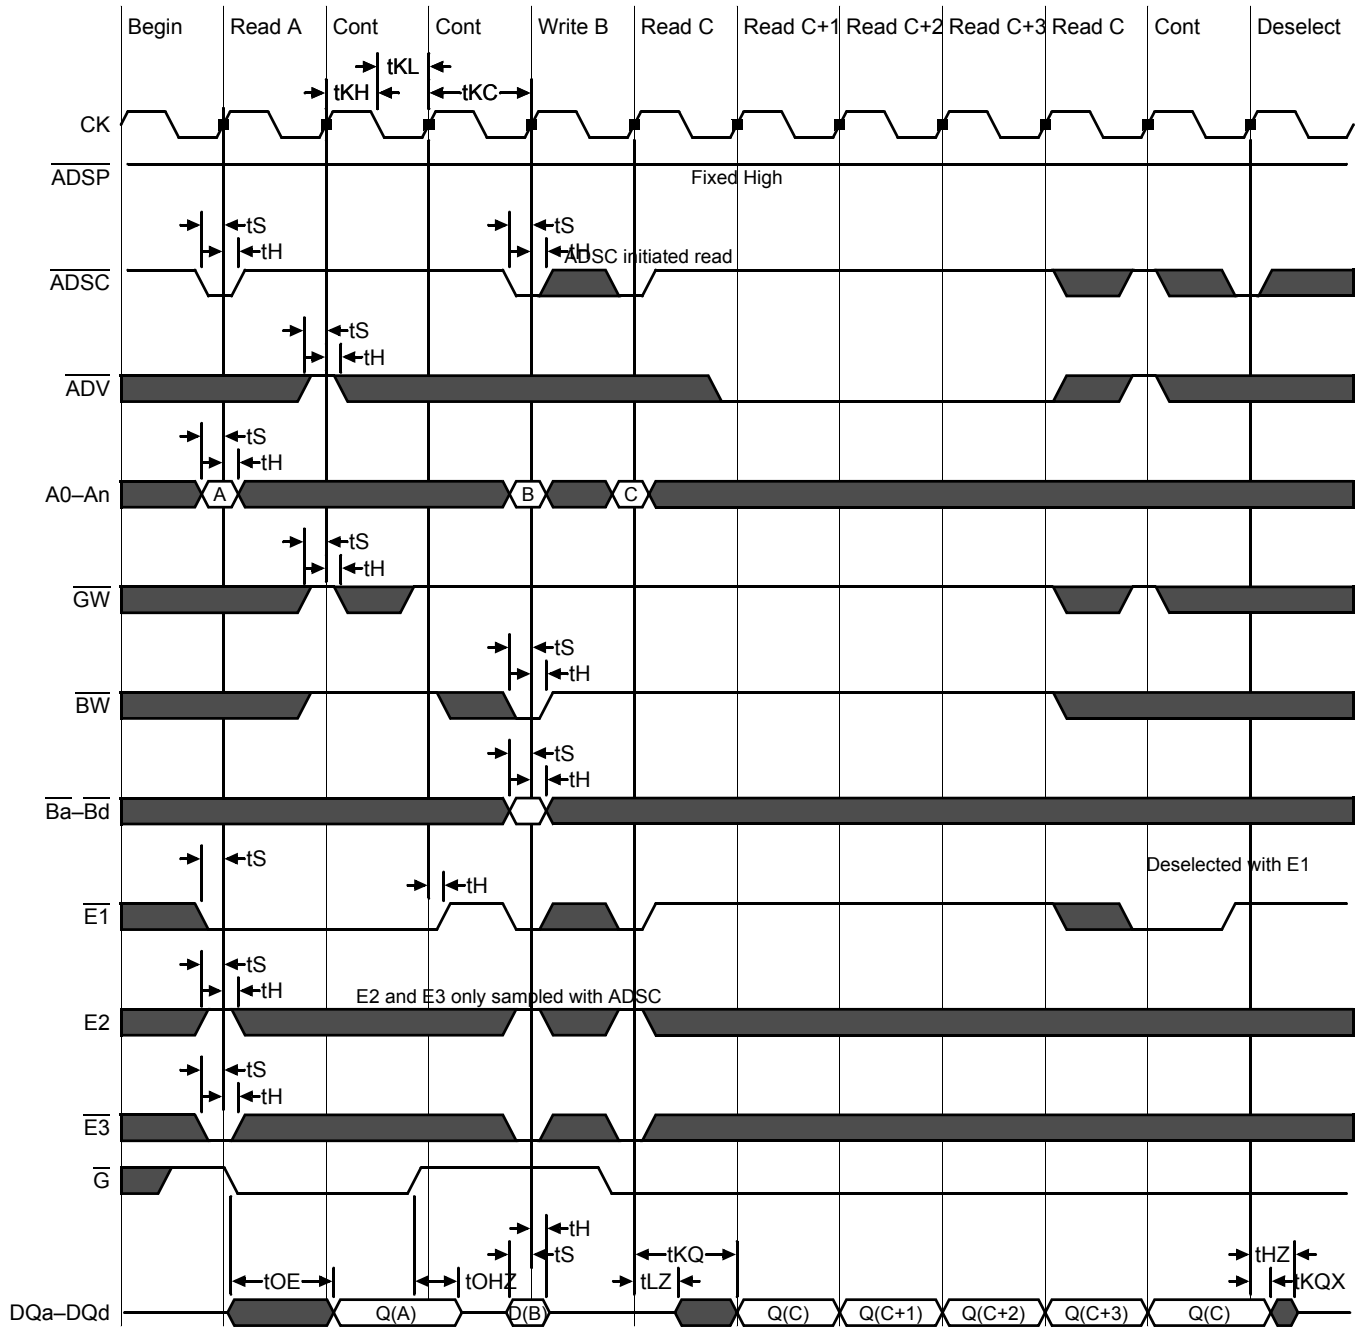 Begin Read A Cont Cont Write B Read C Read C+1 Read C+2 Read C+3 Read C Cont Deselect
tKL
tKH tKC
CK
ADSP
Fixed High
tS tS
tH tH
ADSC initiated read
ADSC
tS
tH
ADV
tS
tH
A0–An A B C
tS
tH
GW
tS
tH
BW
tS
tH
Ba–Bd
tS Deselected with E1
tH
E1
tS
tH
E2 and E3 only sampled with ADSC
E2
tS
tH
E3
G
tH
tS tKQ tHZ
tOE tOHZ tLZ tKQX
DQa–DQd Q(A) D(B) Q(C) Q(C+1) Q(C+2) Q(C+3) Q(C)